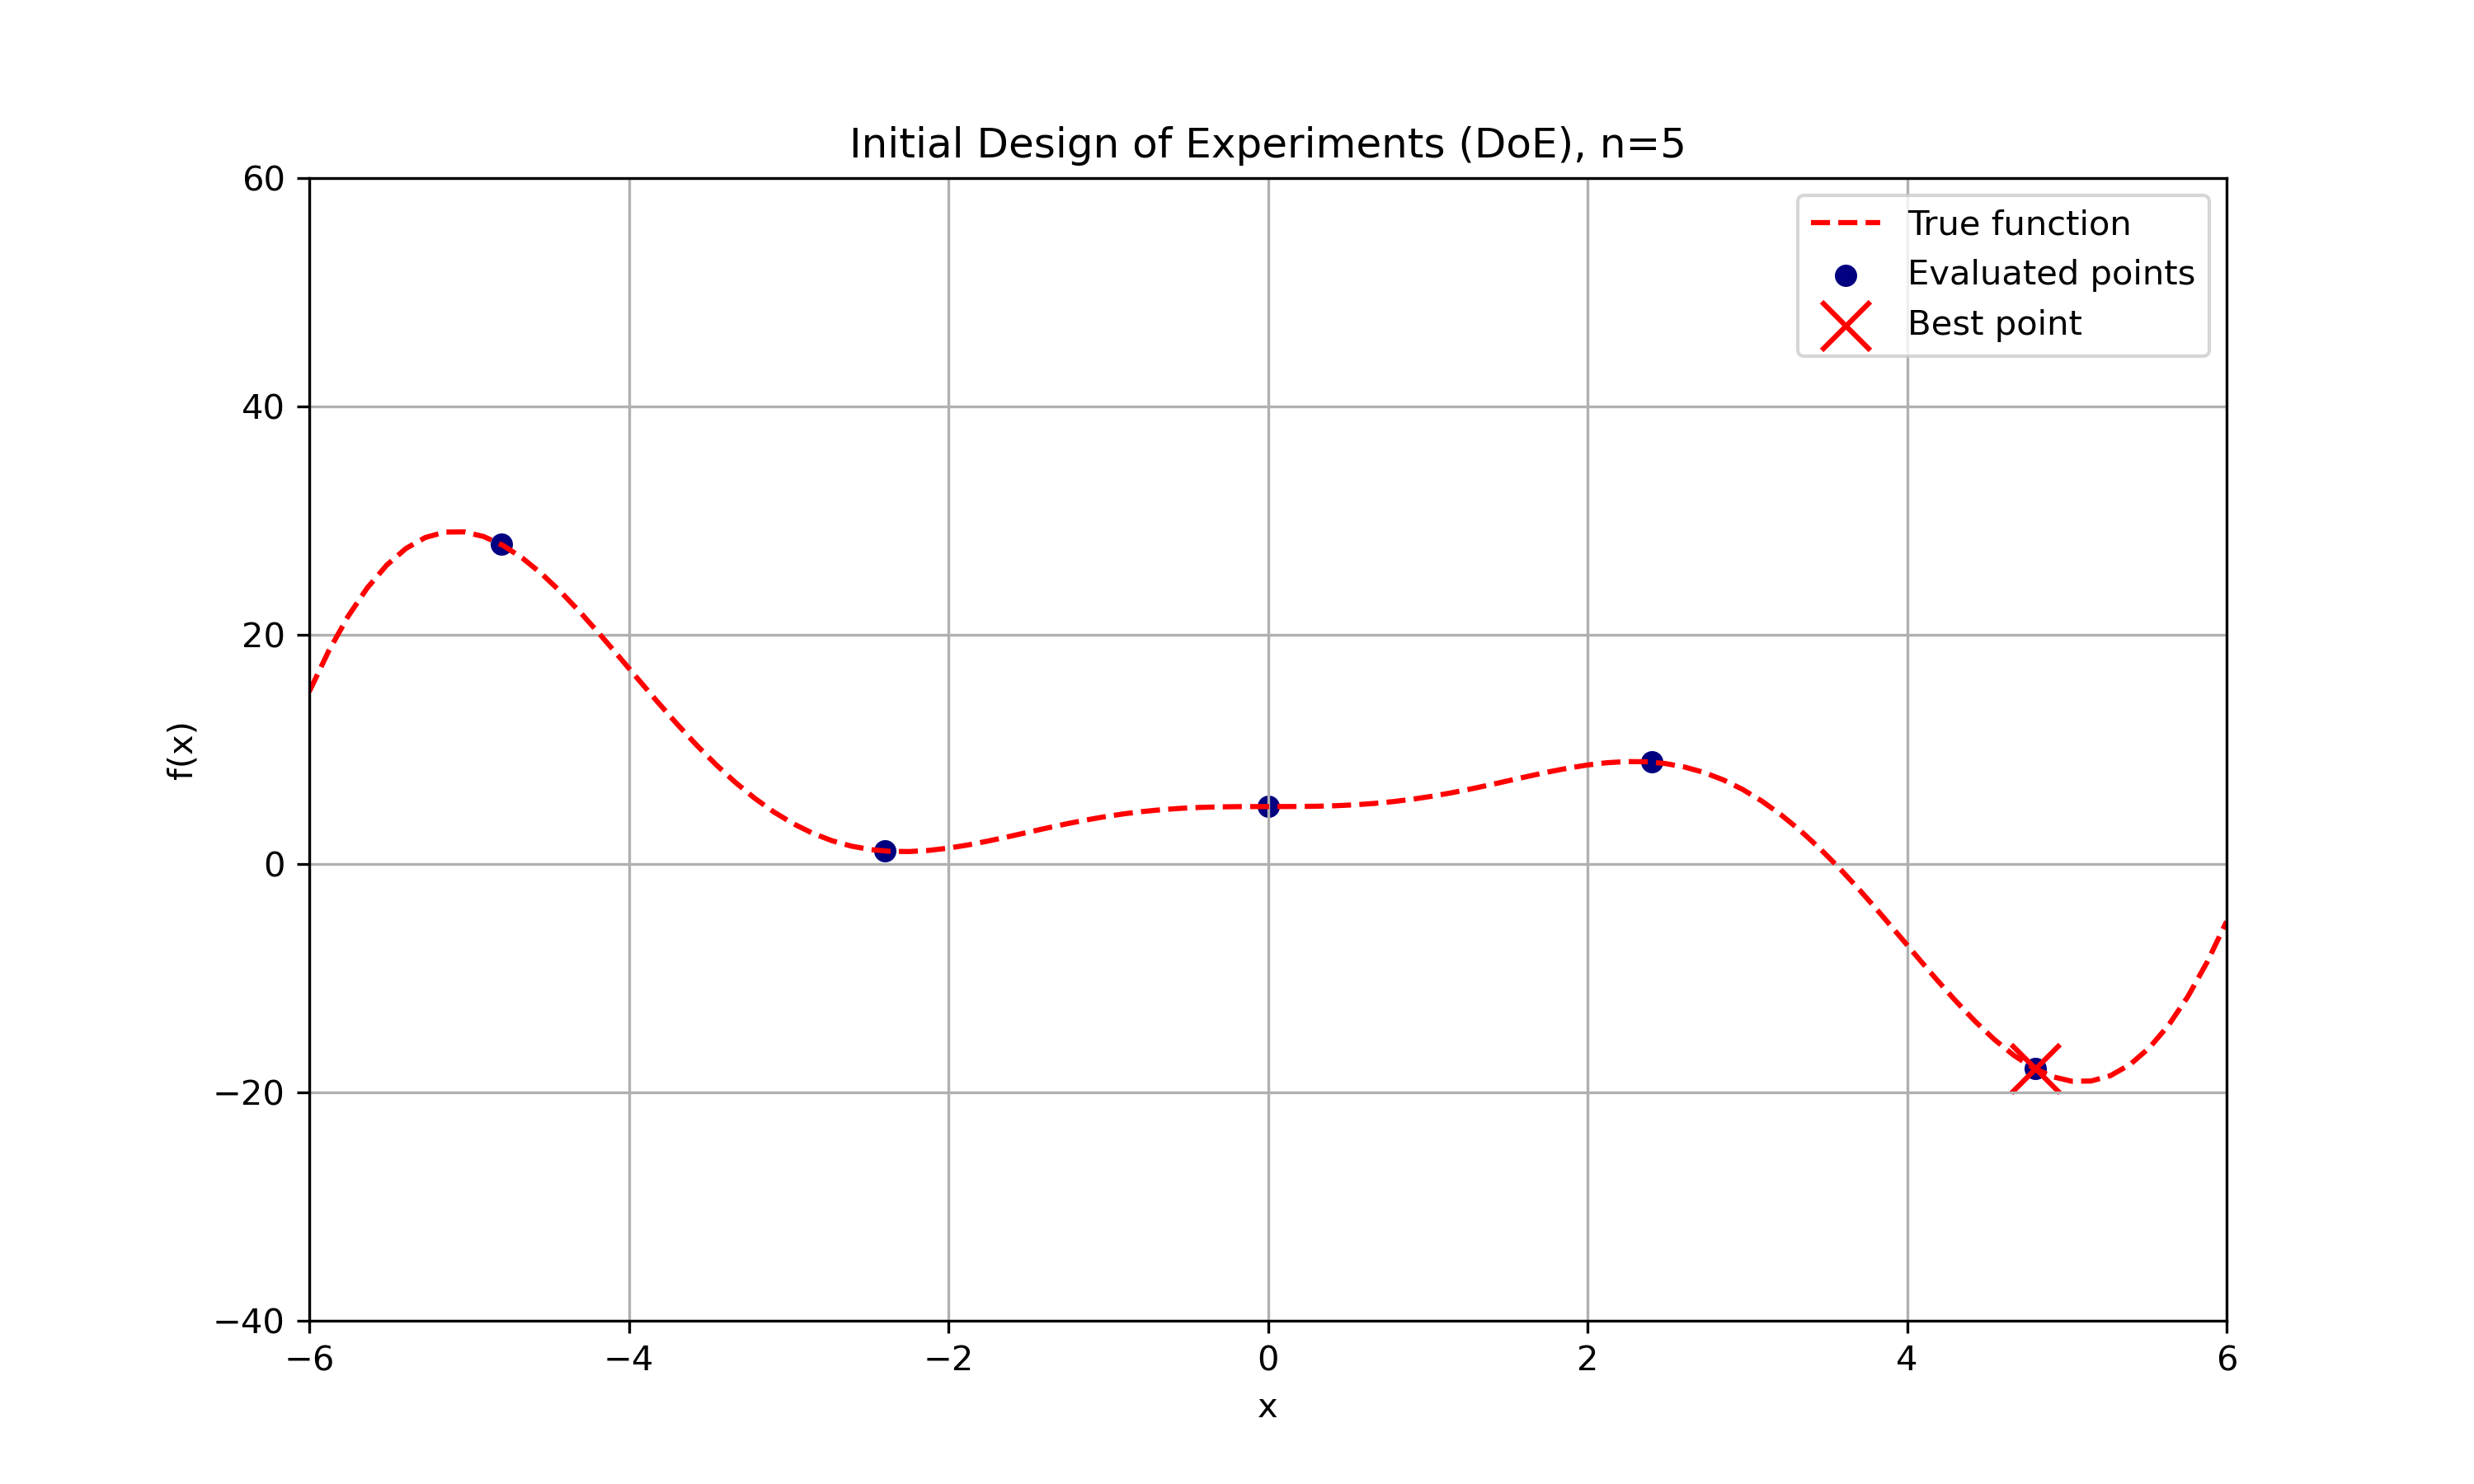 Initial Design of Experiments (DoE), n=5
60
40
20
0
−20
−40
f(x)
True function
Evaluated points
Best point
−6
−4
−2
0
2
4
6
x